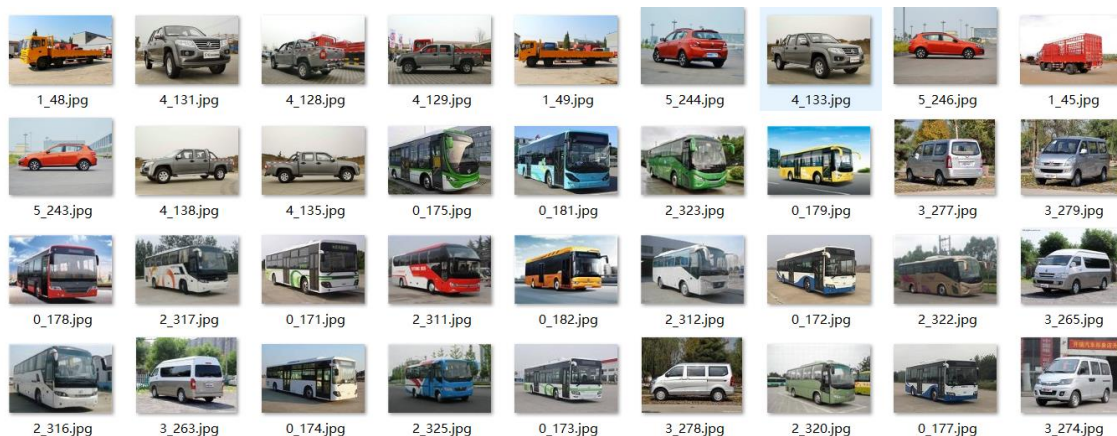 1_48.jpg 4_131.jpg 4_128.jpg 4_129.jpg 1_49.jpg 5_244.jpg 4_133.jpg 5_246.jpg 1_45.jpg
5_243.jpg 4_138.jpg 4_135.jpg 0_175.jpg 0_181.jpg 2_323.jpg 0_179.jpg 3_277.jpg 3_279.jpg
0_178.jpg 2_317.jpg 0_171.jpg 2_311.jpg 0_182.jpg 2_312.jpg 0_172.jpg 2_322.jpg 3_265.jpg
2_316.jpg 3_263.jpg 0_174.jpg 2_325.jpg 0_173.jpg 3_278.jpg 2_320.jpg 0_177.jpg 3_274.jpg